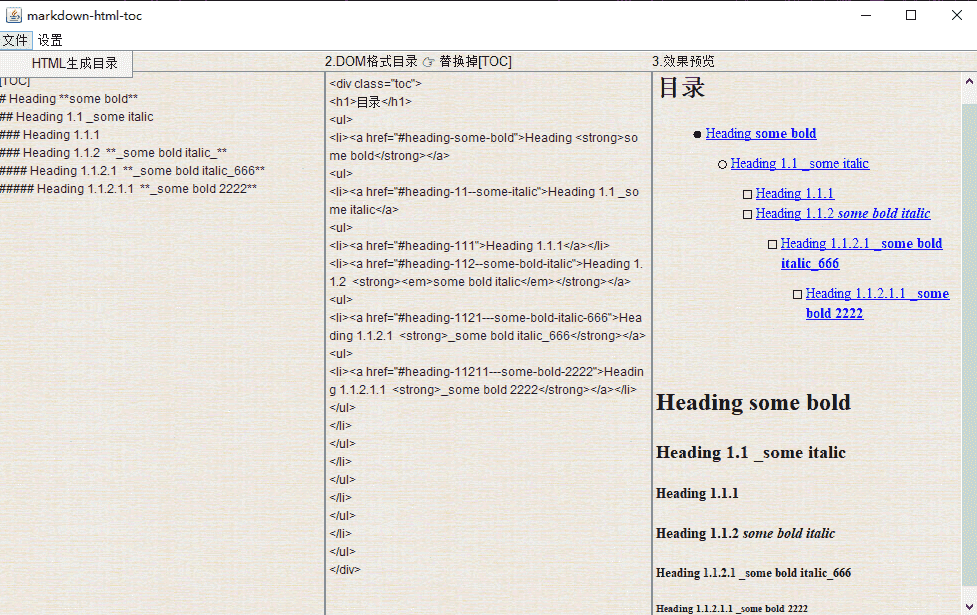 markdown-html-toc
文件 设置
HTML生成目录
2.DOM格式目录 ☞ 替换掉[TOC]
3.效果预览
[TOC]
# Heading **some bold**
## Heading 1.1 _some italic
### Heading 1.1.1
### Heading 1.1.2  **_some bold italic_**
#### Heading 1.1.2.1  **_some bold italic_666**
##### Heading 1.1.2.1.1  **_some bold 2222**
<div class="toc">
<h1>目录</h1>
<ul>
<li><a href="#heading-some-bold">Heading <strong>so
me bold</strong></a>
<ul>
<li><a href="#heading-11--some-italic">Heading 1.1 _so
me italic</a>
<ul>
<li><a href="#heading-111">Heading 1.1.1</a></li>
<li><a href="#heading-112--some-bold-italic">Heading 1.
1.2  <strong><em>some bold italic</em></strong></a>
<ul>
<li><a href="#heading-1121---some-bold-italic-666">Hea
ding 1.1.2.1  <strong>_some bold italic_666</strong></a>
<ul>
<li><a href="#heading-11211---some-bold-2222">Headin
g 1.1.2.1.1  <strong>_some bold 2222</strong></a></li>
</ul>
</li>
</ul>
</li>
</ul>
</li>
</ul>
</li>
</ul>
</div>
目录
Heading some bold
Heading 1.1 _some italic
Heading 1.1.1
Heading 1.1.2 some bold italic
Heading 1.1.2.1 _some bold
italic_666
Heading 1.1.2.1.1 _some
bold 2222
Heading some bold
Heading 1.1 _some italic
Heading 1.1.1
Heading 1.1.2 some bold italic
Heading 1.1.2.1 _some bold italic_666
Heading 1.1.2.1.1 _some bold 2222